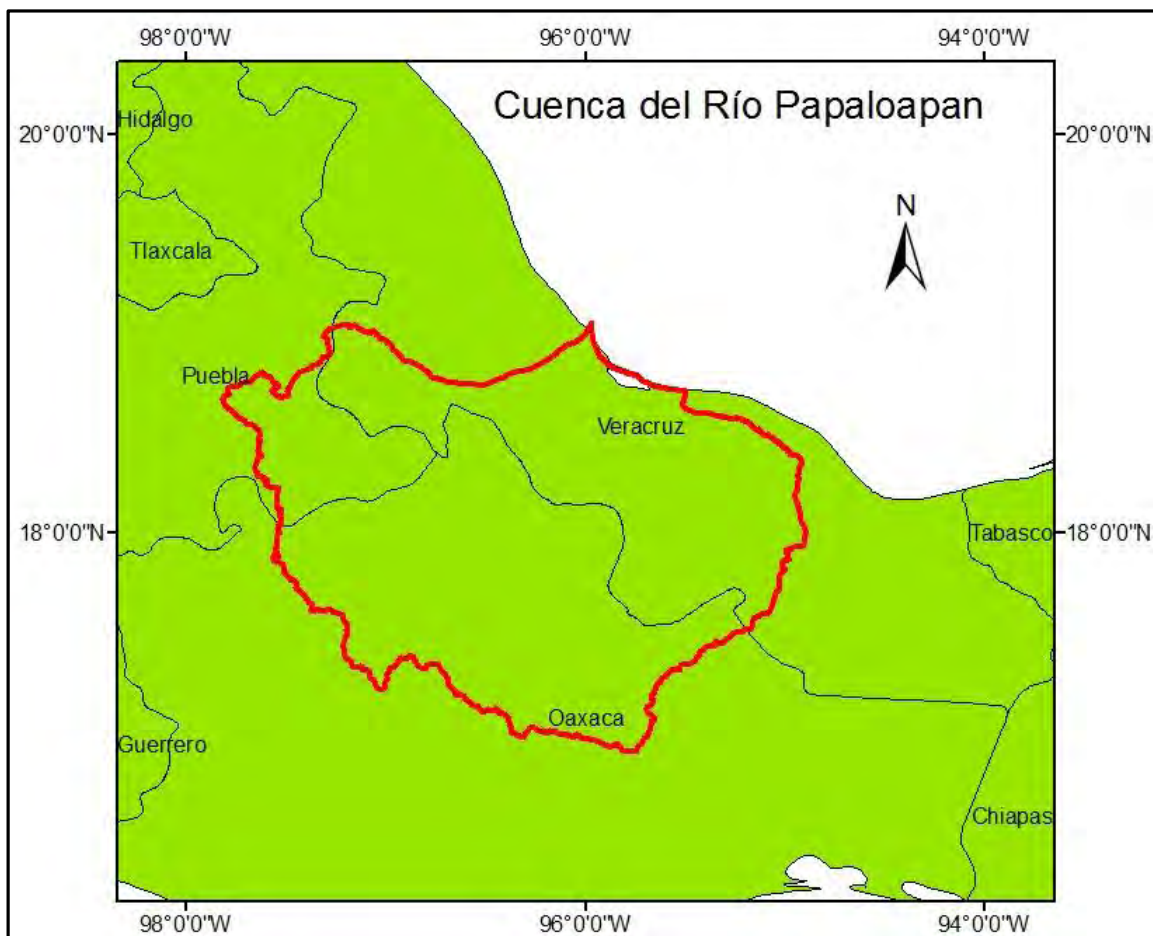 98°0'0"W 96°0'0"W 94°0'0"W
Cuenca del Río Papaloapan
20°0'0"N 20°0'0"N
Hidalgo
N
Tlaxcala
Puebla
Veracruz
18°0'0"N 18°0'0"N
Tabasco
Oaxaca
Guerrero
Chiapas
98°0'0"W 96°0'0"W 94°0'0"W